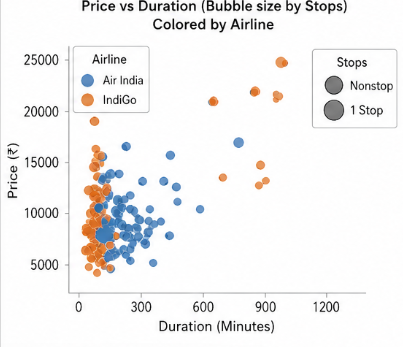 Price vs Duration (Bubble size by Stops)
Colored by Airline
Airline
Air India
IndiGo
Stops
Nonstop
1 Stop
Price (₹)
25000
20000
15000
10000
5000
0 300 600 900 1200
Duration (Minutes)